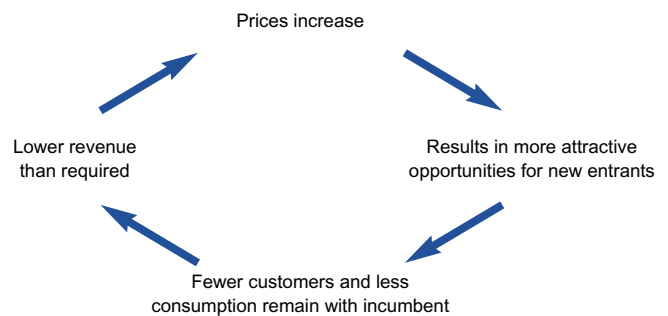 Prices increase
Lower revenue
than required
Results in more attractive
opportunities for new entrants
Fewer customers and less
consumption remain with incumbent